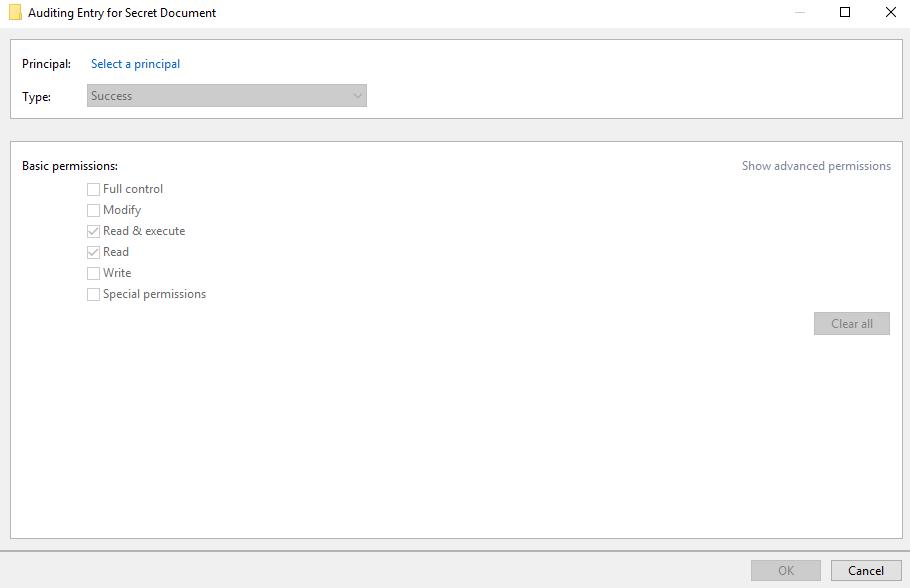 Auditing Entry for Secret Document
Principal: Select a principal
Type: Success
Basic permissions: Show advanced permissions
Full control
Modify
Read & execute
Read
Write
Special permissions
Clear all
OK Cancel